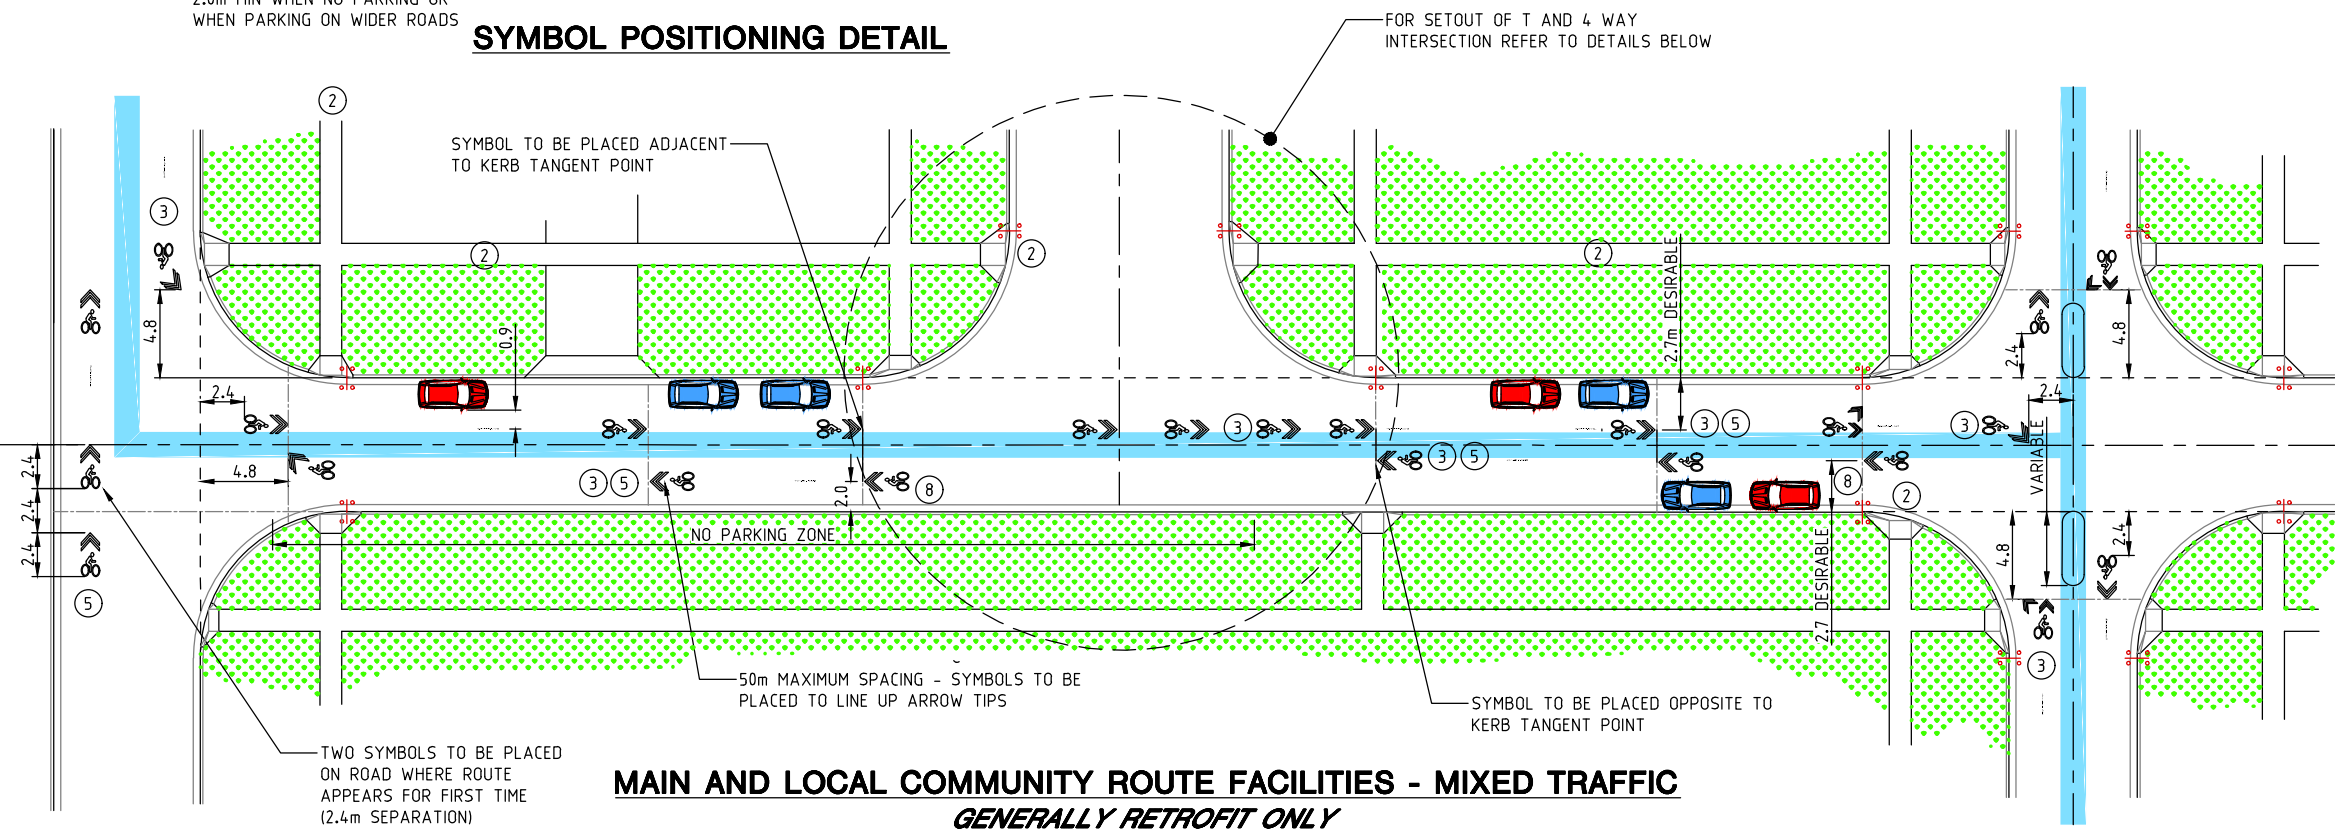 2.0m MIN WHEN NO PARKING OR
WHEN PARKING ON WIDER ROADS
SYMBOL POSITIONING DETAIL
FOR SETOUT OF T AND 4 WAY
INTERSECTION REFER TO DETAILS BELOW
2
SYMBOL TO BE PLACED ADJACENT
TO KERB TANGENT POINT
3
2
2
2
2.7m DESIRABLE
4.8
0.9
2.4
4.8
2.4
2.4
3
3 5
3
VARIABLE
2.4
4.8
3 5
2.0
8
3 5
8
2
2.4
NO PARKING ZONE
2.4
4.8
2.4
5
2.7 DESIRABLE
3
50m MAXIMUM SPACING - SYMBOLS TO BE
PLACED TO LINE UP ARROW TIPS
SYMBOL TO BE PLACED OPPOSITE TO
KERB TANGENT POINT
TWO SYMBOLS TO BE PLACED
ON ROAD WHERE ROUTE
APPEARS FOR FIRST TIME
(2.4m SEPARATION)
MAIN AND LOCAL COMMUNITY ROUTE FACILITIES - MIXED TRAFFIC
GENERALLY RETROFIT ONLY